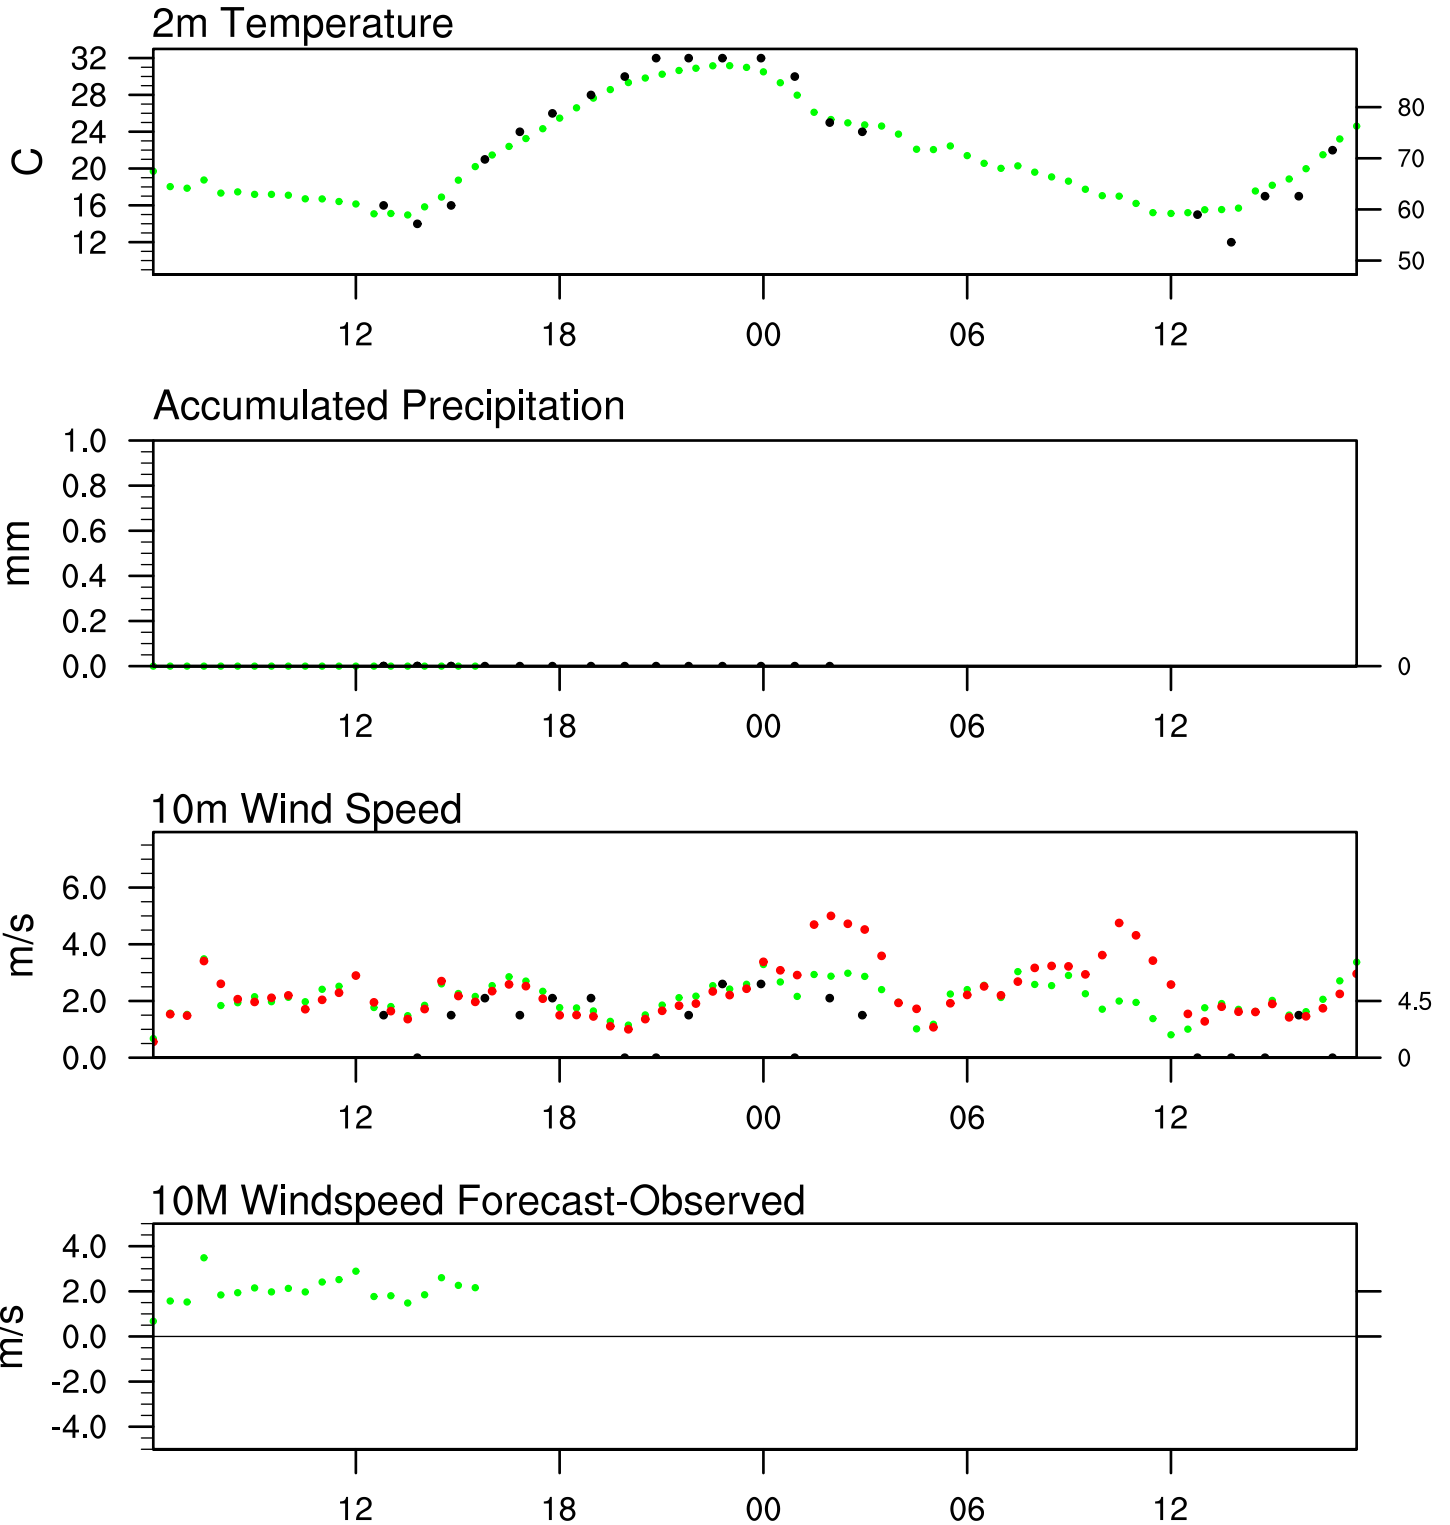 2m Temperature
32
28
24
20
16
12
C
80
70
60
50
12 18 00 06 12
Accumulated Precipitation
1.0
0.8
0.6
0.4
0.2
0.0
mm
0
12 18 00 06 12
10m Wind Speed
6.0
4.0
2.0
0.0
m/s
4.5
0
12 18 00 06 12
10M Windspeed Forecast-Observed
4.0
2.0
0.0
-2.0
-4.0
m/s
12 18 00 06 12